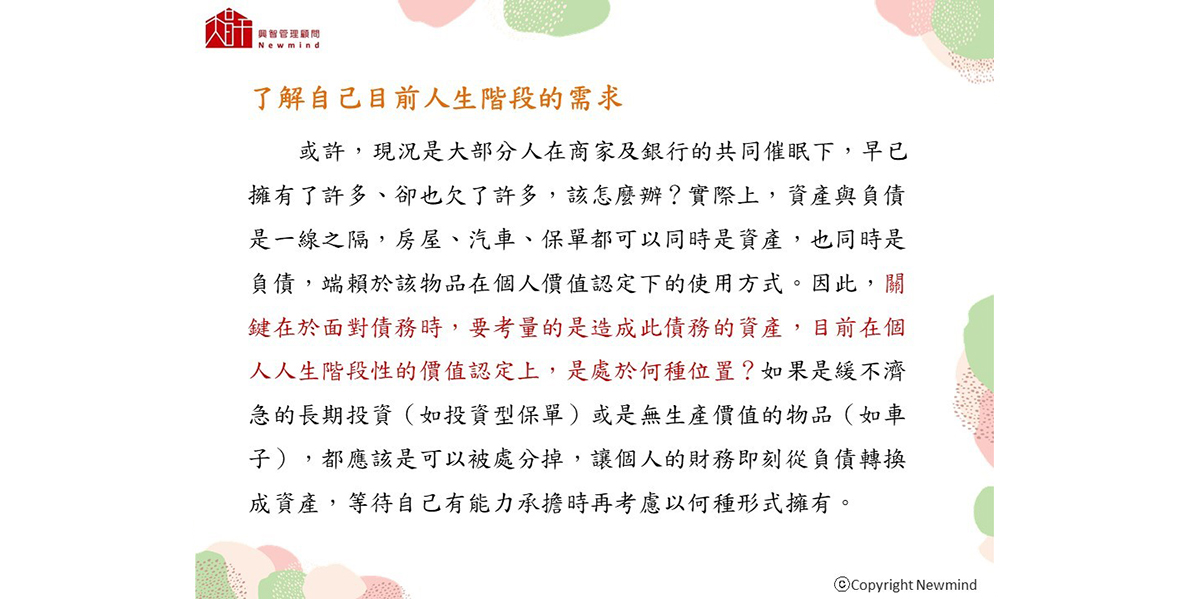 興智管理顧問
Newmind
了解自己目前人生階段的需求
或許，現況是大部分人在商家及銀行的共同催眠下，早已
擁有了許多、卻也欠了許多，該怎麼辦？實際上，資產與負債
是一線之隔，房屋、汽車、保單都可以同時是資產，也同時是
負債，端賴於該物品在個人價值認定下的使用方式。因此，關
鍵在於面對債務時，要考量的是造成此債務的資產，目前在個
人人生階段性的價值認定上，是處於何種位置？如果是緩不濟
急的長期投資（如投資型保單）或是無生產價值的物品（如車
子），都應該是可以被處分掉，讓個人的財務即刻從負債轉換
成資產，等待自己有能力承擔時再考慮以何種形式擁有。
©Copyright Newmind